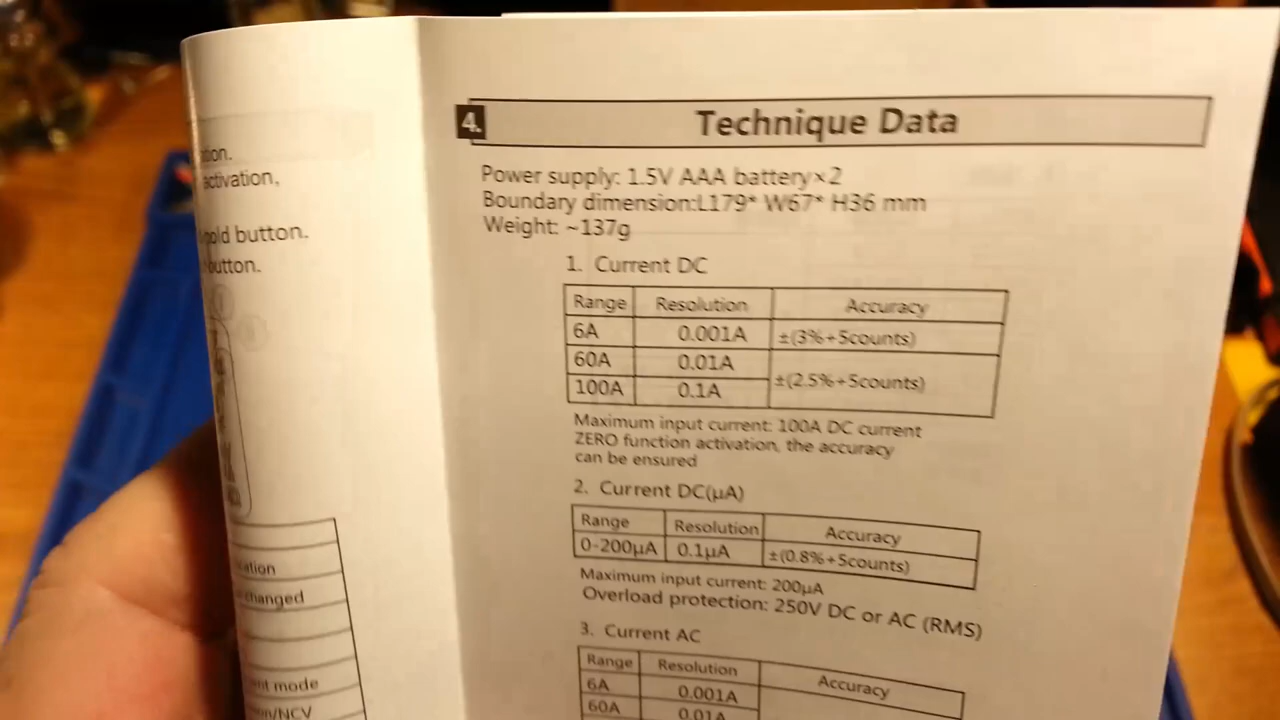 activation,
hold button.
button.
changed
mode
4. Technique Data
Power supply: 1.5V AAA battery×2
Boundary dimension:L179* W67* H36 mm
Weight: ~137g
1. Current DC
Range Resolution Accuracy
6A 0.001A ±(3%+5counts)
60A 0.01A
±(2.5%+5counts)
100A 0.1A
Maximum input current: 100A DC current
ZERO function activation, the accuracy
can be ensured
2. Current DC(μA)
Range Resolution Accuracy
0-200μA 0.1μA ±(0.8%+5counts)
Maximum input current: 200μA
Overload protection: 250V DC or AC (RMS)
3. Current AC
Range Resolution Accuracy
6A 0.001A
60A 0.01A